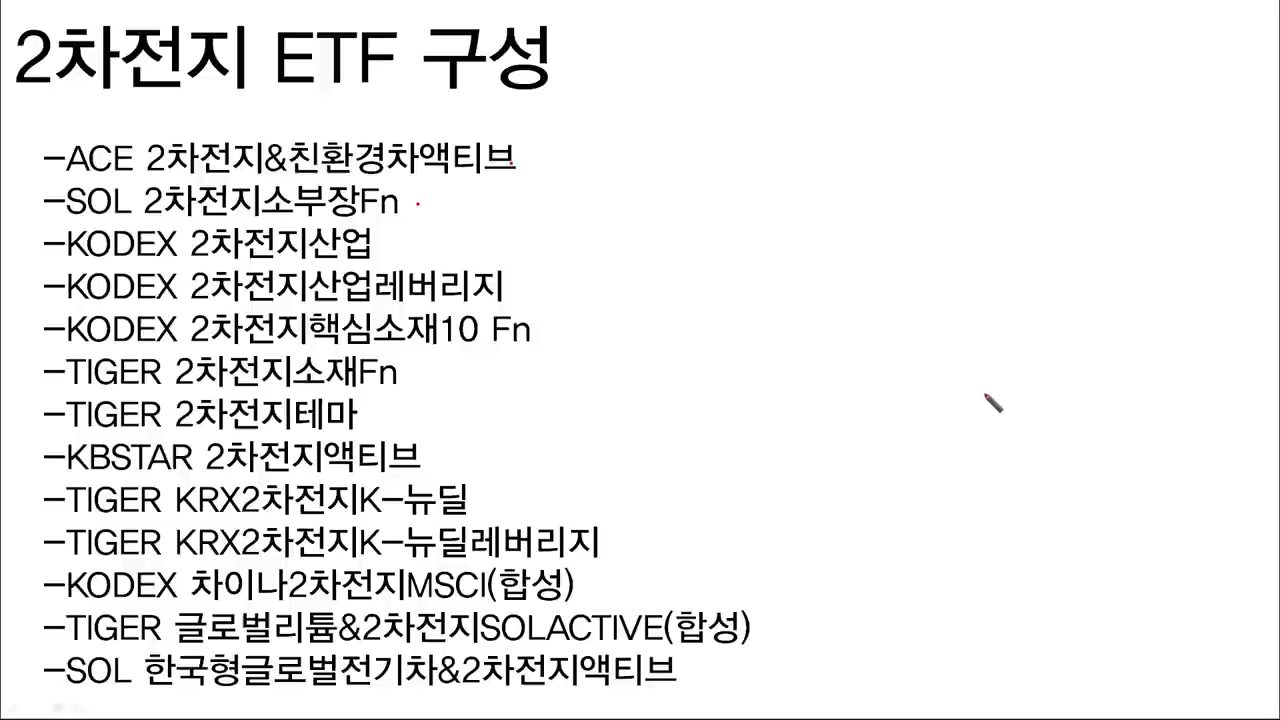 2차전지 ETF 구성
-ACE 2차전지&친환경차액티브
-SOL 2차전지소부장Fn
-KODEX 2차전지산업
-KODEX 2차전지산업레버리지
-KODEX 2차전지핵심소재10 Fn
-TIGER 2차전지소재Fn
-TIGER 2차전지테마
-KBSTAR 2차전지액티브
-TIGER KRX2차전지K-뉴딜
-TIGER KRX2차전지K-뉴딜레버리지
-KODEX 차이나2차전지MSCI(합성)
-TIGER 글로벌리튬&2차전지SOLACTIVE(합성)
-SOL 한국형글로벌전기차&2차전지액티브